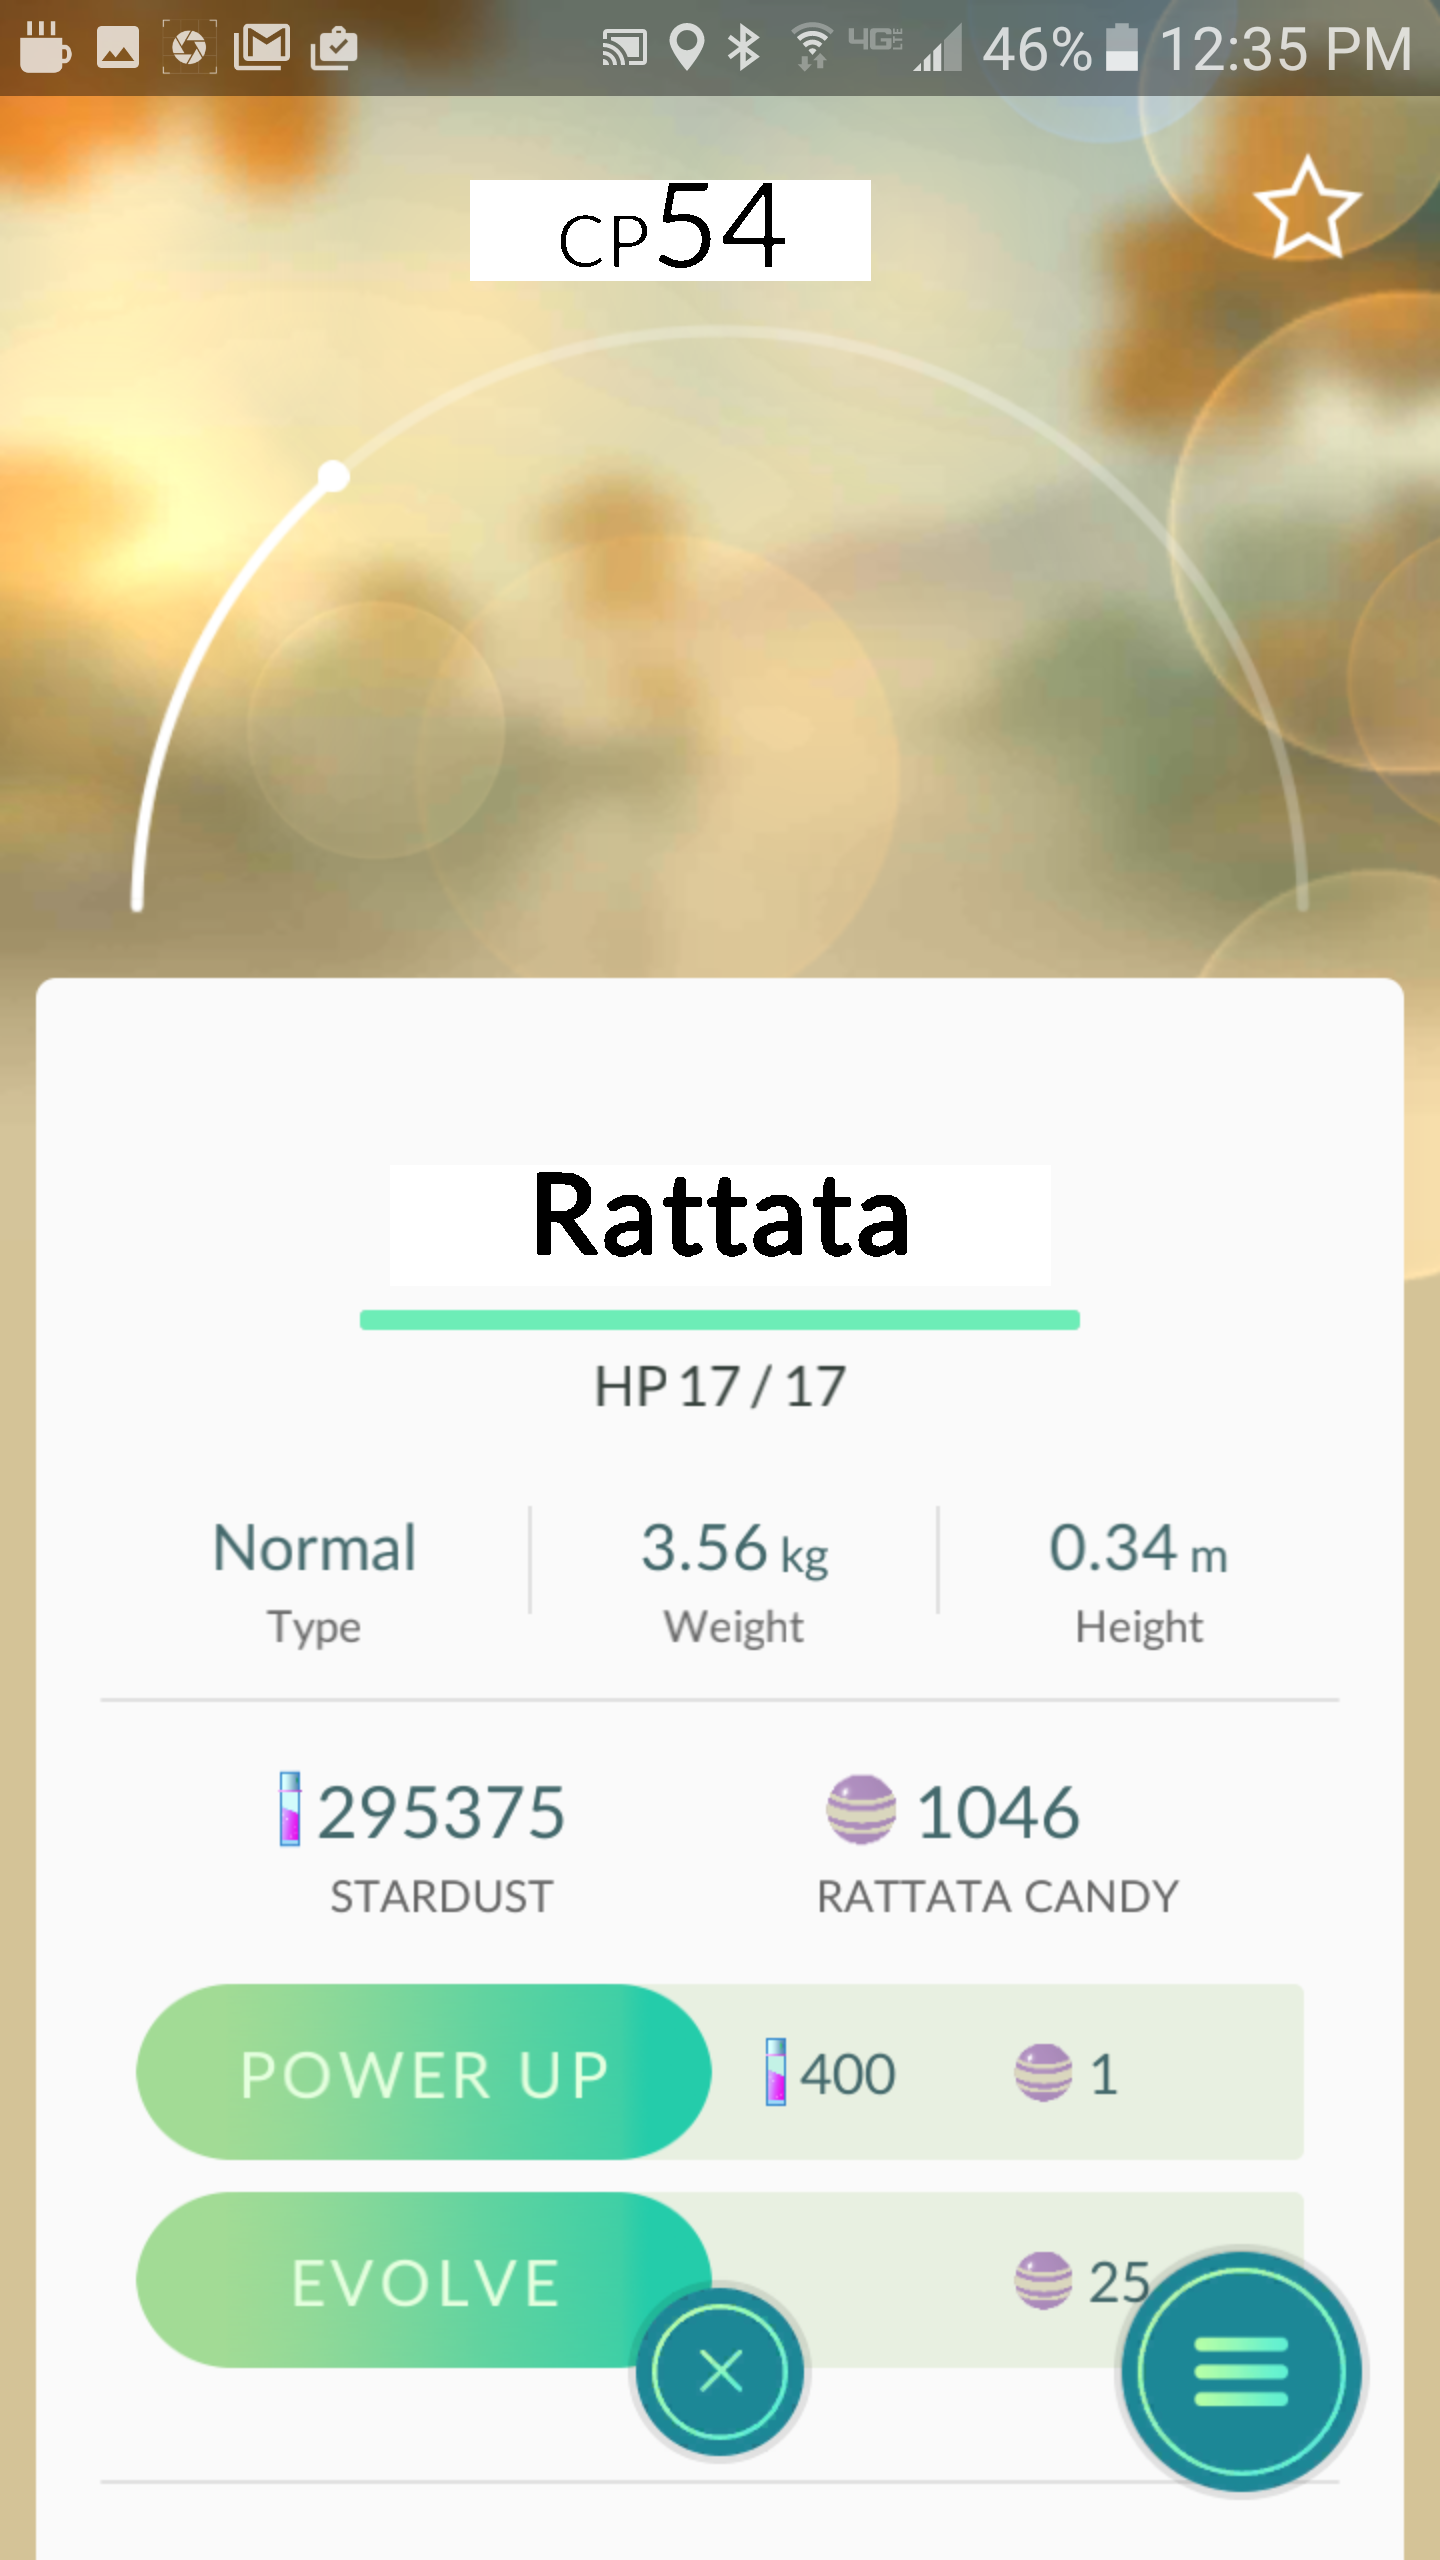 4G LTE 46% 12:35 PM
CP54
Rattata
HP 17 / 17
Normal 3.56 kg 0.34 m
Type Weight Height
295375 1046
STARDUST RATTATA CANDY
POWER UP 400 1
EVOLVE 25